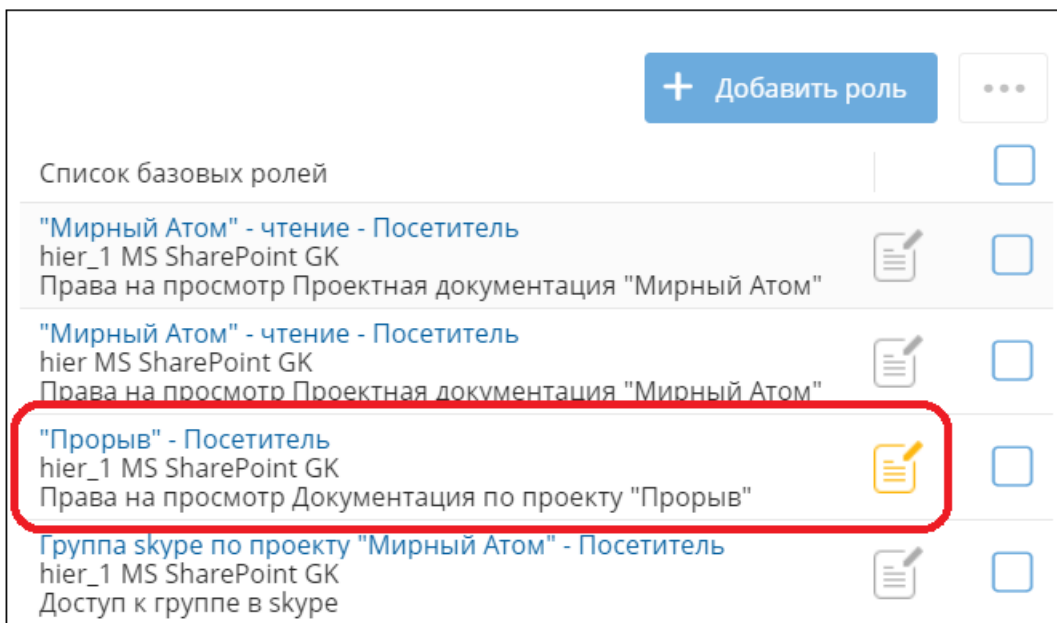 + Добавить роль
Список базовых ролей
"Мирный Атом" - чтение - Посетитель
hier_1 MS SharePoint GK
Права на просмотр Проектная документация "Мирный Атом"
"Мирный Атом" - чтение - Посетитель
hier MS SharePoint GK
Права на просмотр Проектная документация "Мирный Атом"
"Прорыв" - Посетитель
hier_1 MS SharePoint GK
Права на просмотр Документация по проекту "Прорыв"
Группа skype по проекту "Мирный Атом" - Посетитель
hier_1 MS SharePoint GK
Доступ к группе в skype